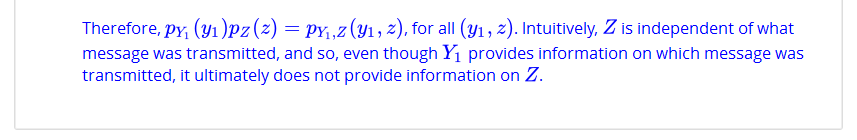 Therefore, p_{Y_1}(y_1)p_Z(z) = p_{Y_1,Z}(y_1, z), for all (y_1, z). Intuitively, Z is independent of what
message was transmitted, and so, even though Y_1 provides information on which message was
transmitted, it ultimately does not provide information on Z.